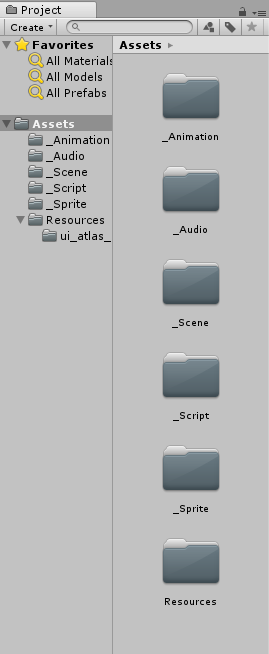 Project
Create
Favorites
All Materials
All Models
All Prefabs
Assets
_Animation
_Audio
_Scene
_Script
_Sprite
Resources
ui_atlas_
Assets
_Animation
_Audio
_Scene
_Script
_Sprite
Resources